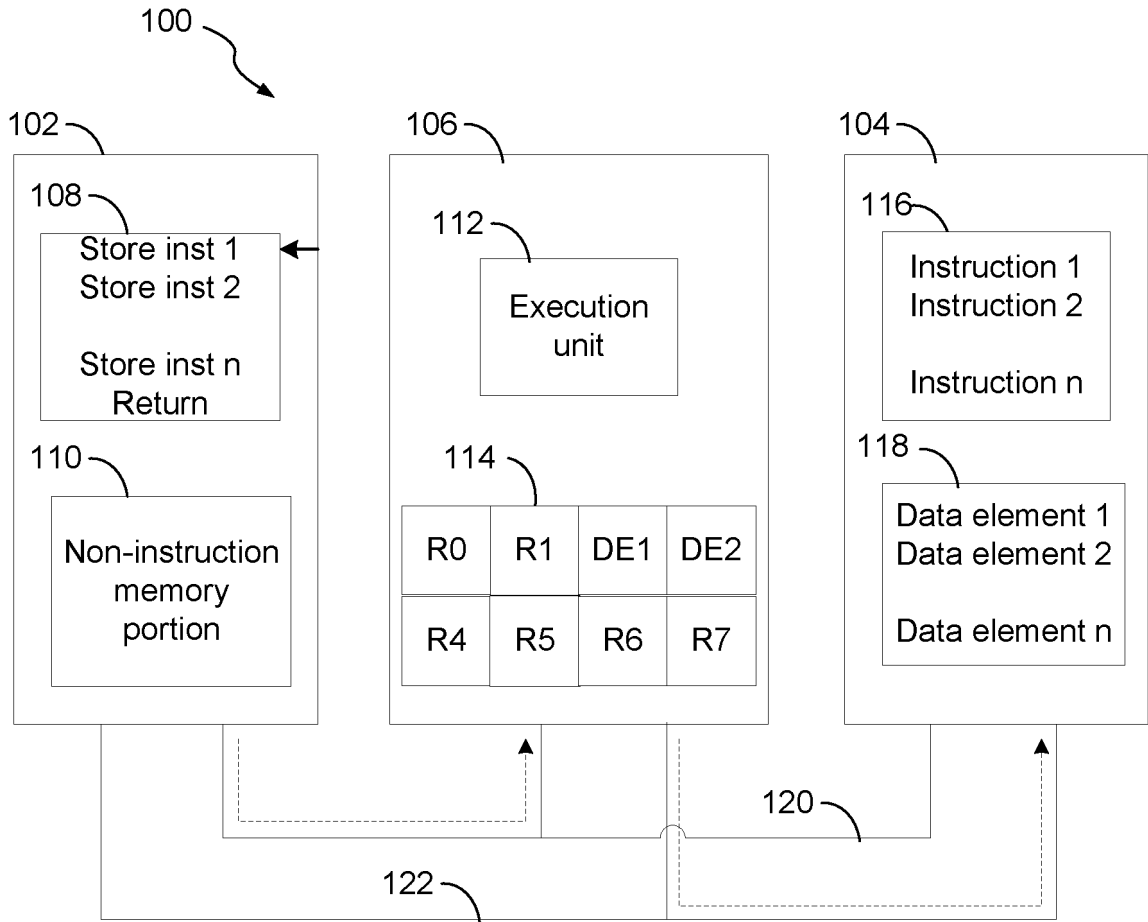 100
102
106
104
108
Store inst 1
Store inst 2
Store inst n
Return
112
Execution
unit
116
Instruction 1
Instruction 2
Instruction n
110
Non-instruction
memory
portion
114
R0 R1 DE1 DE2
R4 R5 R6 R7
118
Data element 1
Data element 2
Data element n
120
122